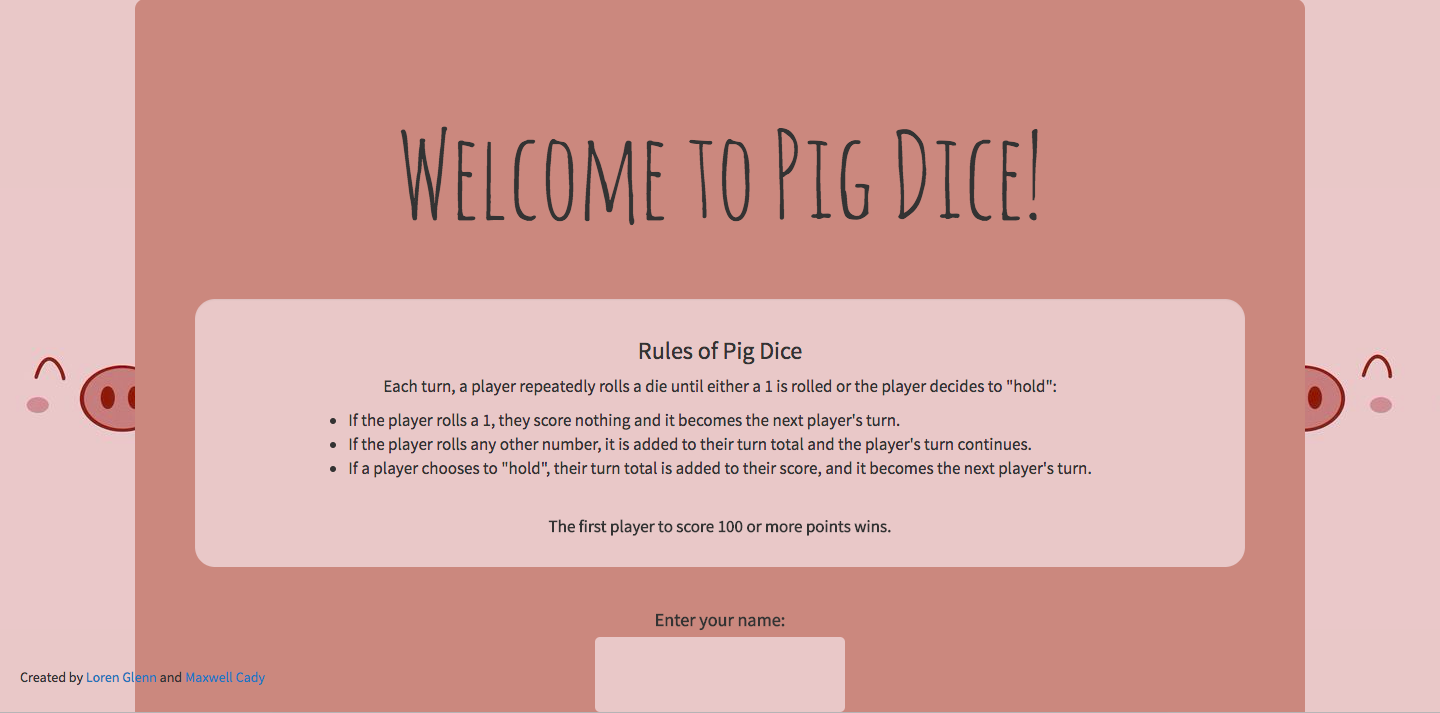 Welcome to Pig Dice!
Rules of Pig Dice
Each turn, a player repeatedly rolls a die until either a 1 is rolled or the player decides to "hold":
• If the player rolls a 1, they score nothing and it becomes the next player's turn.
• If the player rolls any other number, it is added to their turn total and the player's turn continues.
• If a player chooses to "hold", their turn total is added to their score, and it becomes the next player's turn.
The first player to score 100 or more points wins.
Enter your name:
Created by Loren Glenn and Maxwell Cady